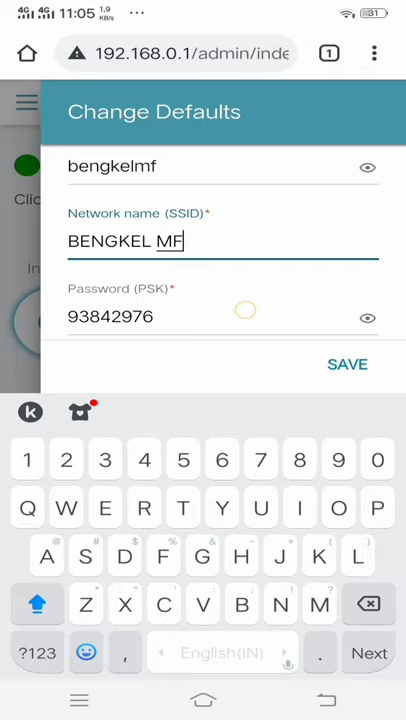 11:05 1,9 KB/s ... 31
192.168.0.1/admin/inde 1
Change Defaults
bengkelmf
Clic
Network name (SSID)*
BENGKEL MF
In
Password (PSK)*
93842976
SAVE
k
1 2 3 4 5 6 7 8 9 0
Q W E R T Y U I O P
@ # $ % & - + ( )
A S D F G H J K L
* " ' : ; ! ?
Z X C V B N M
?123 , English(IN) . Next